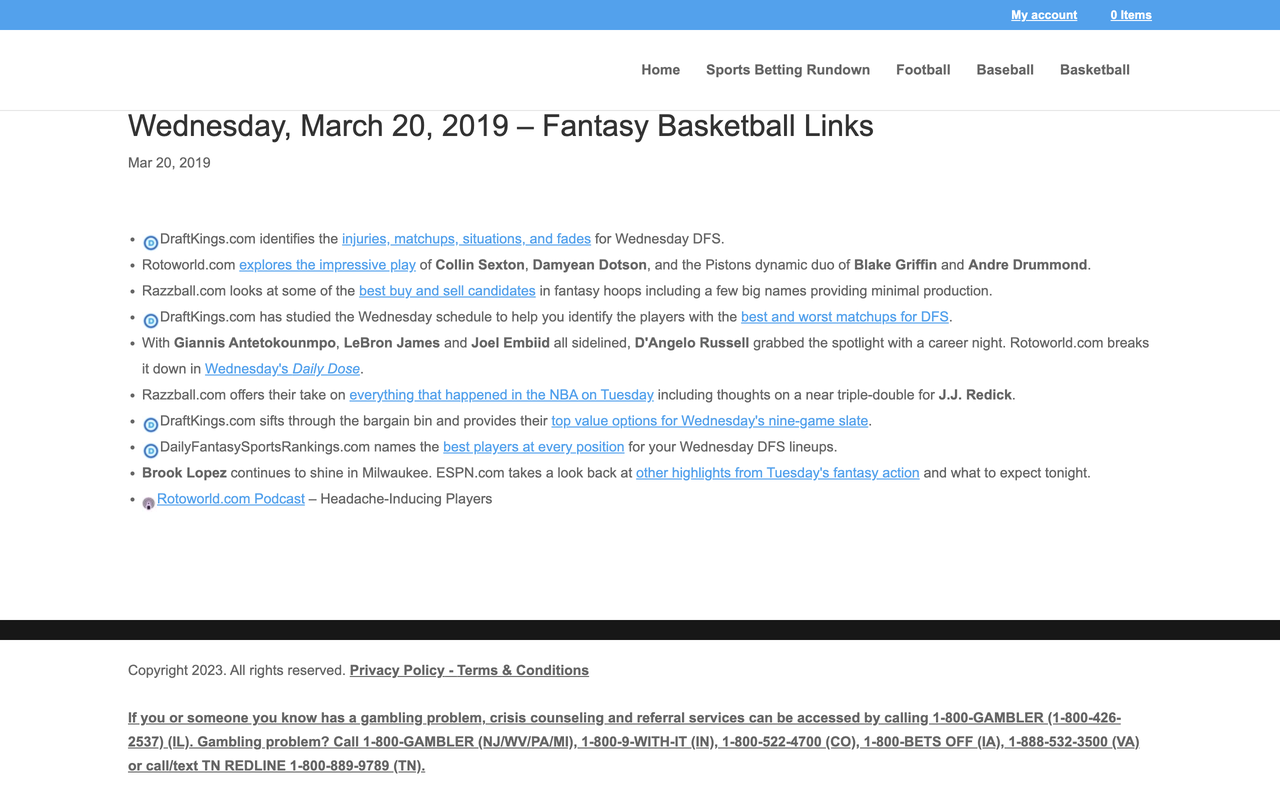 My account 0 Items
Home Sports Betting Rundown Football Baseball Basketball
Wednesday, March 20, 2019 – Fantasy Basketball Links
Mar 20, 2019
• DraftKings.com identifies the injuries, matchups, situations, and fades for Wednesday DFS.
• Rotoworld.com explores the impressive play of Collin Sexton, Damyean Dotson, and the Pistons dynamic duo of Blake Griffin and Andre Drummond.
• Razzball.com looks at some of the best buy and sell candidates in fantasy hoops including a few big names providing minimal production.
• DraftKings.com has studied the Wednesday schedule to help you identify the players with the best and worst matchups for DFS.
• With Giannis Antetokounmpo, LeBron James and Joel Embiid all sidelined, D'Angelo Russell grabbed the spotlight with a career night. Rotoworld.com breaks
it down in Wednesday's Daily Dose.
• Razzball.com offers their take on everything that happened in the NBA on Tuesday including thoughts on a near triple-double for J.J. Redick.
• DraftKings.com sifts through the bargain bin and provides their top value options for Wednesday's nine-game slate.
• DailyFantasySportsRankings.com names the best players at every position for your Wednesday DFS lineups.
• Brook Lopez continues to shine in Milwaukee. ESPN.com takes a look back at other highlights from Tuesday's fantasy action and what to expect tonight.
• Rotoworld.com Podcast – Headache-Inducing Players
Copyright 2023. All rights reserved. Privacy Policy - Terms & Conditions
If you or someone you know has a gambling problem, crisis counseling and referral services can be accessed by calling 1-800-GAMBLER (1-800-426-
2537) (IL). Gambling problem? Call 1-800-GAMBLER (NJ/WV/PA/MI), 1-800-9-WITH-IT (IN), 1-800-522-4700 (CO), 1-800-BETS OFF (IA), 1-888-532-3500 (VA)
or call/text TN REDLINE 1-800-889-9789 (TN).